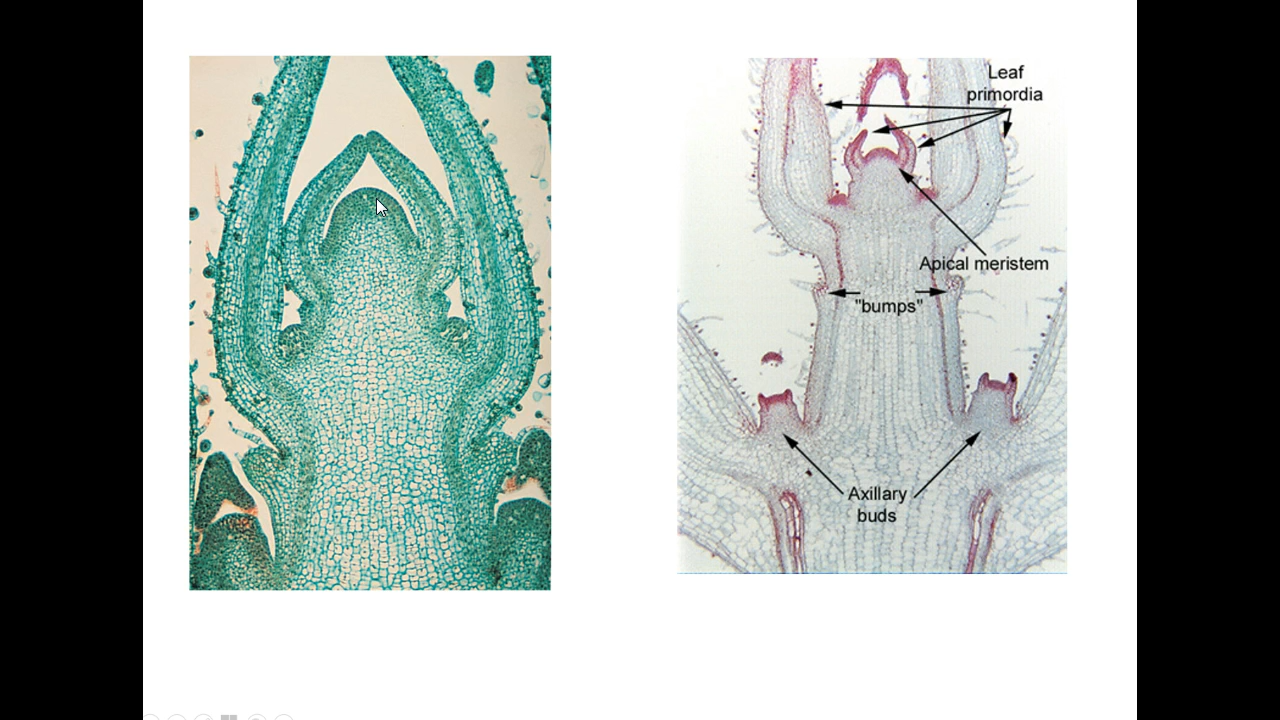 Leaf
primordia
Apical meristem
"bumps"
Axillary
buds